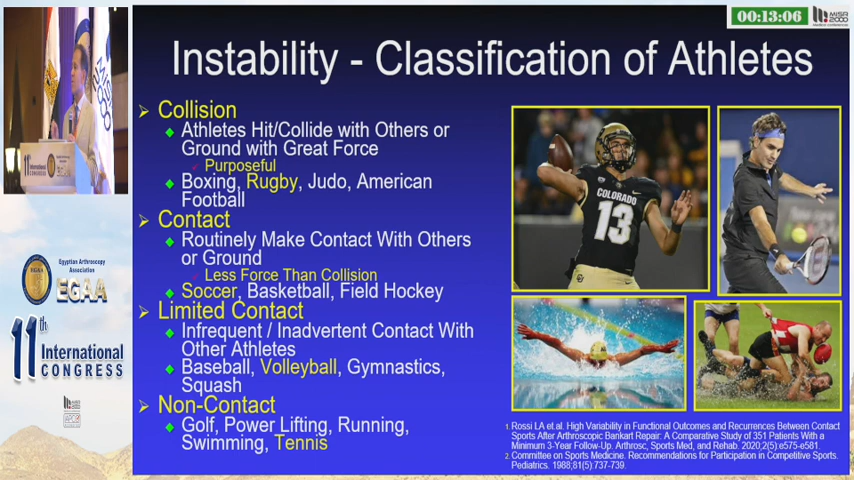 00:13:06
MISR
2000
Instability - Classification of Athletes
Collision
Athletes Hit/Collide with Others or
Ground with Great Force
Purposeful
Boxing, Rugby, Judo, American
Football
Contact
Routinely Make Contact With Others
or Ground
Less Force Than Collision
Soccer, Basketball, Field Hockey
Limited Contact
Infrequent / Inadvertent Contact With
Other Athletes
Baseball, Volleyball, Gymnastics,
Squash
Non-Contact
Golf, Power Lifting, Running,
Swimming, Tennis
COLORADO
13
1. Rossi LA et.al. High Variability in Functional Outcomes and Recurrences Between Contact
Sports After Arthroscopic Bankart Repair: A Comparative Study of 351 Patients With a
Minimum 3-Year Follow-Up. Arthrosc, Sports Med, and Rehab. 2020;2(5):e575-e581.
2. Committee on Sports Medicine. Recommendations for Participation in Competitive Sports.
Pediatrics. 1988;81(5):737-739.
11th
International
Congress
Egyptian Arthroscopy
Association
EGAA
11th
International
CONGRESS